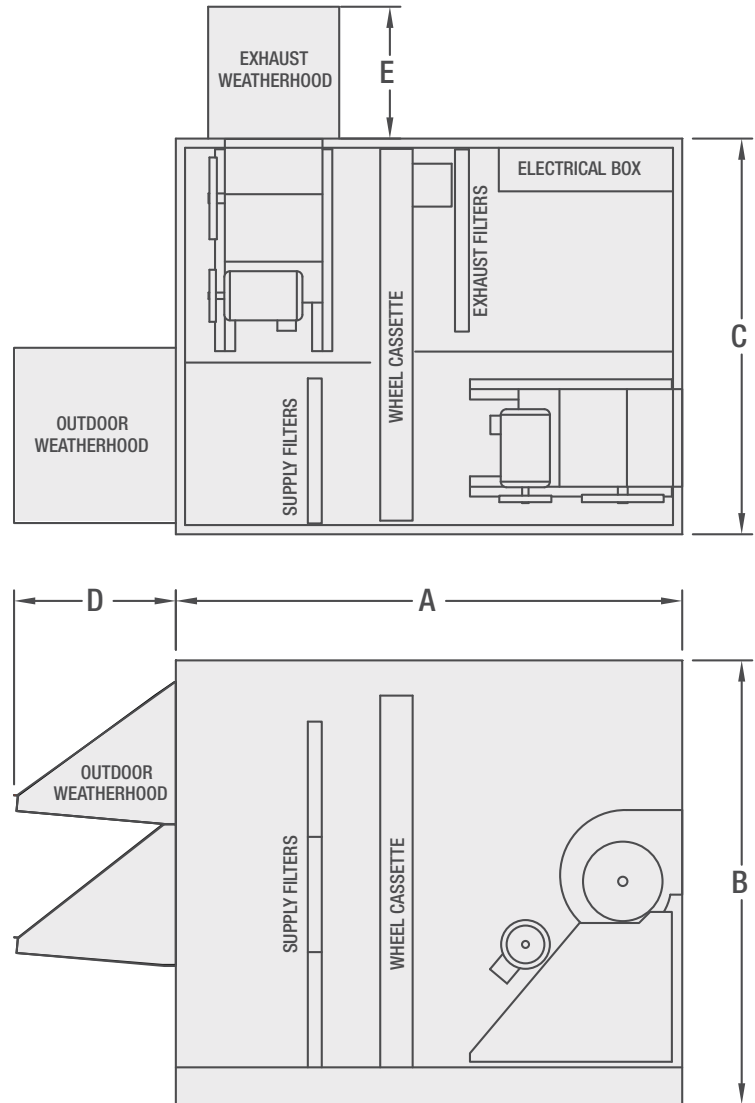 EXHAUST
WEATHERHOOD
E
ELECTRICAL BOX
EXHAUST FILTERS
WHEEL CASSETTE
C
OUTDOOR
WEATHERHOOD
SUPPLY FILTERS
D
A
OUTDOOR
WEATHERHOOD
SUPPLY FILTERS
WHEEL CASSETTE
B